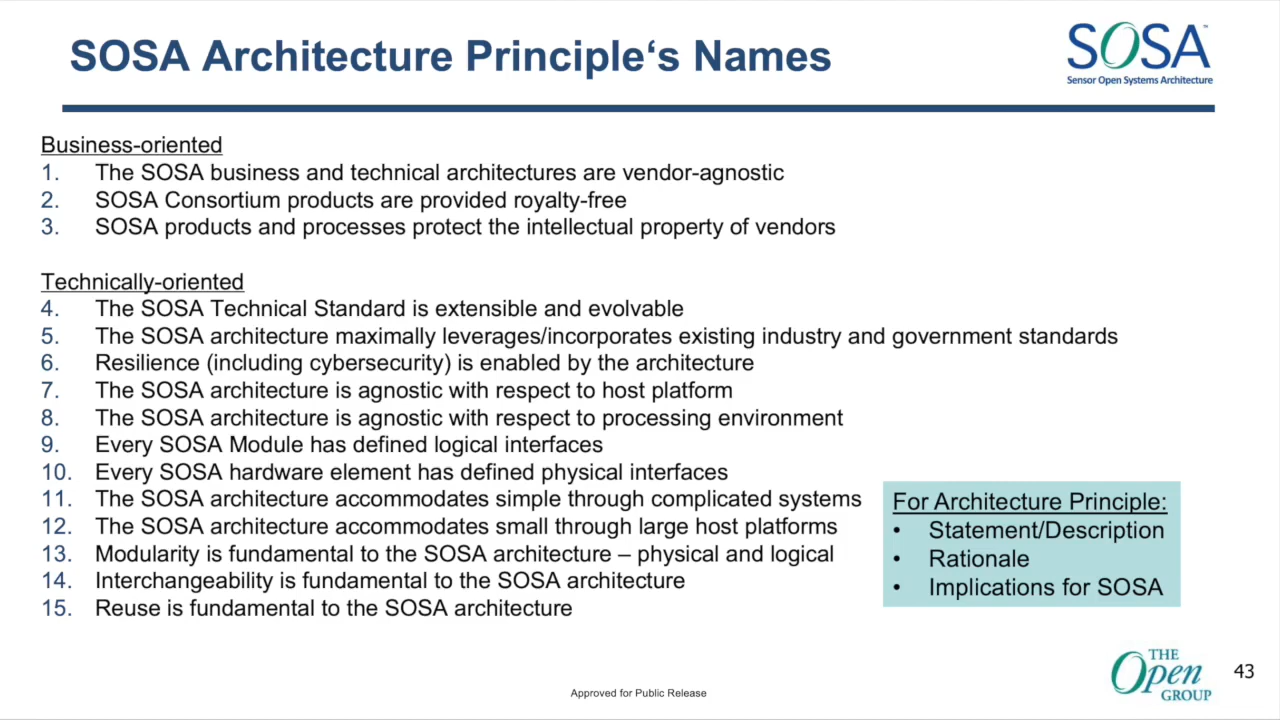 SOSA Architecture Principle‘s Names
SOSA™
Sensor Open Systems Architecture
Business-oriented
1. The SOSA business and technical architectures are vendor-agnostic
2. SOSA Consortium products are provided royalty-free
3. SOSA products and processes protect the intellectual property of vendors
Technically-oriented
4. The SOSA Technical Standard is extensible and evolvable
5. The SOSA architecture maximally leverages/incorporates existing industry and government standards
6. Resilience (including cybersecurity) is enabled by the architecture
7. The SOSA architecture is agnostic with respect to host platform
8. The SOSA architecture is agnostic with respect to processing environment
9. Every SOSA Module has defined logical interfaces
10. Every SOSA hardware element has defined physical interfaces
11. The SOSA architecture accommodates simple through complicated systems
12. The SOSA architecture accommodates small through large host platforms
13. Modularity is fundamental to the SOSA architecture – physical and logical
14. Interchangeability is fundamental to the SOSA architecture
15. Reuse is fundamental to the SOSA architecture
For Architecture Principle:
• Statement/Description
• Rationale
• Implications for SOSA
THE
Open
GROUP
43
Approved for Public Release